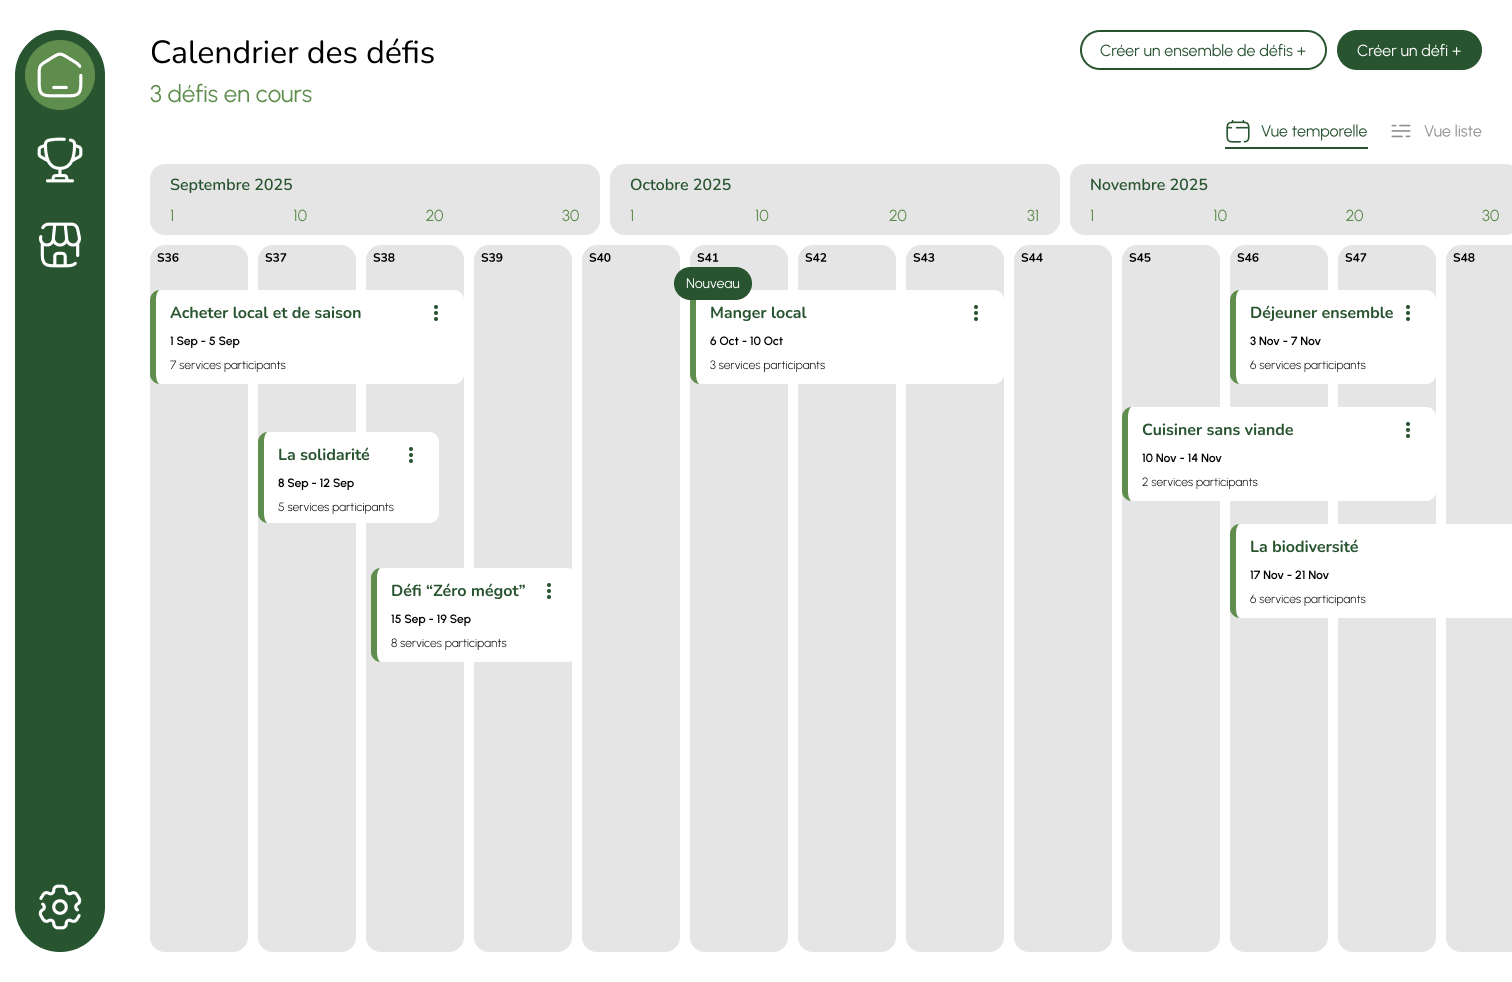 Calendrier des défis
3 défis en cours
Créer un ensemble de défis +
Créer un défi +
Vue temporelle
Vue liste
Septembre 2025
1 10 20 30
Octobre 2025
1 10 20 31
Novembre 2025
1 10 20 30
S36 S37 S38 S39 S40 S41 S42 S43 S44 S45 S46 S47 S48
Acheter local et de saison
1 Sep - 5 Sep
7 services participants
Nouveau
Manger local
6 Oct - 10 Oct
3 services participants
Déjeuner ensemble
3 Nov - 7 Nov
6 services participants
Cuisiner sans viande
10 Nov - 14 Nov
2 services participants
La solidarité
8 Sep - 12 Sep
5 services participants
La biodiversité
17 Nov - 21 Nov
6 services participants
Défi “Zéro mégot”
15 Sep - 19 Sep
8 services participants